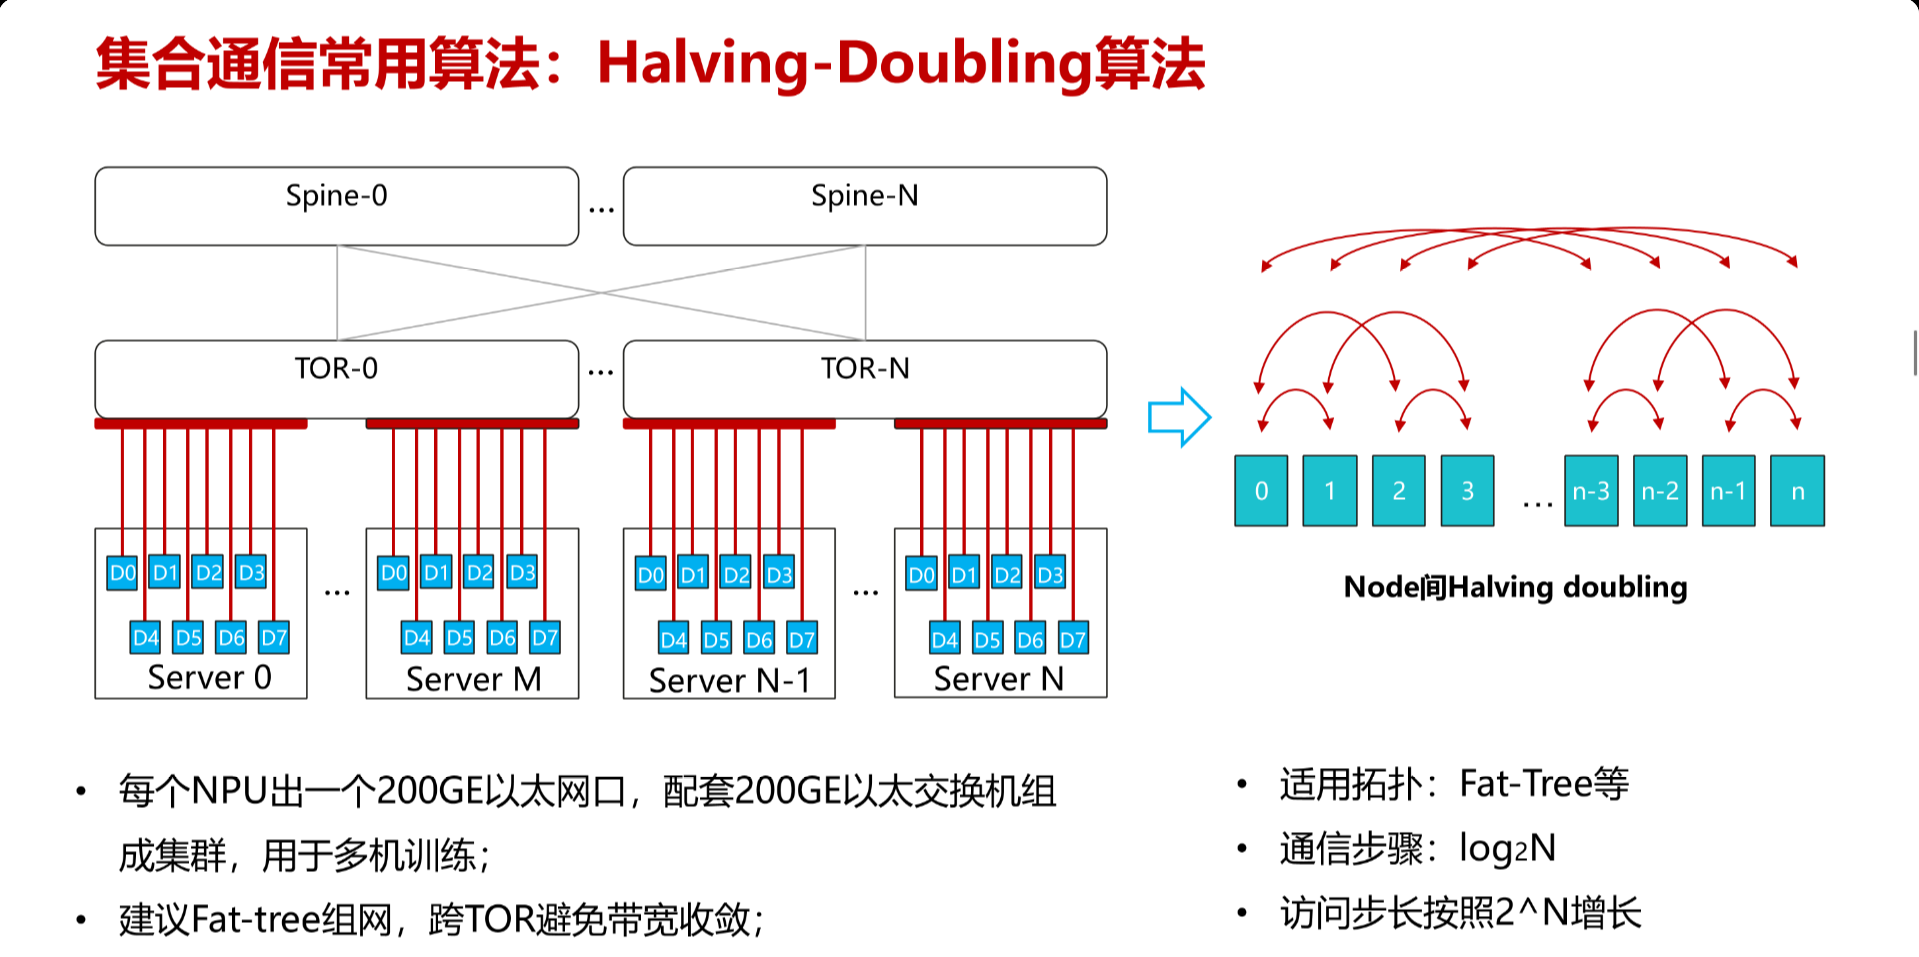 集合通信常用算法：Halving-Doubling算法
Spine-0
...
Spine-N
TOR-0
...
TOR-N
D0 D1 D2 D3
D4 D5 D6 D7
Server 0
...
D0 D1 D2 D3
D4 D5 D6 D7
Server M
D0 D1 D2 D3
D4 D5 D6 D7
Server N-1
...
D0 D1 D2 D3
D4 D5 D6 D7
Server N
0 1 2 3 ... n-3 n-2 n-1 n
Node间Halving doubling
• 每个NPU出一个200GE以太网口，配套200GE以太交换机组
成集群，用于多机训练；
• 建议Fat-tree组网，跨TOR避免带宽收敛；
• 适用拓扑：Fat-Tree等
• 通信步骤：log2N
• 访问步长按照2^N增长